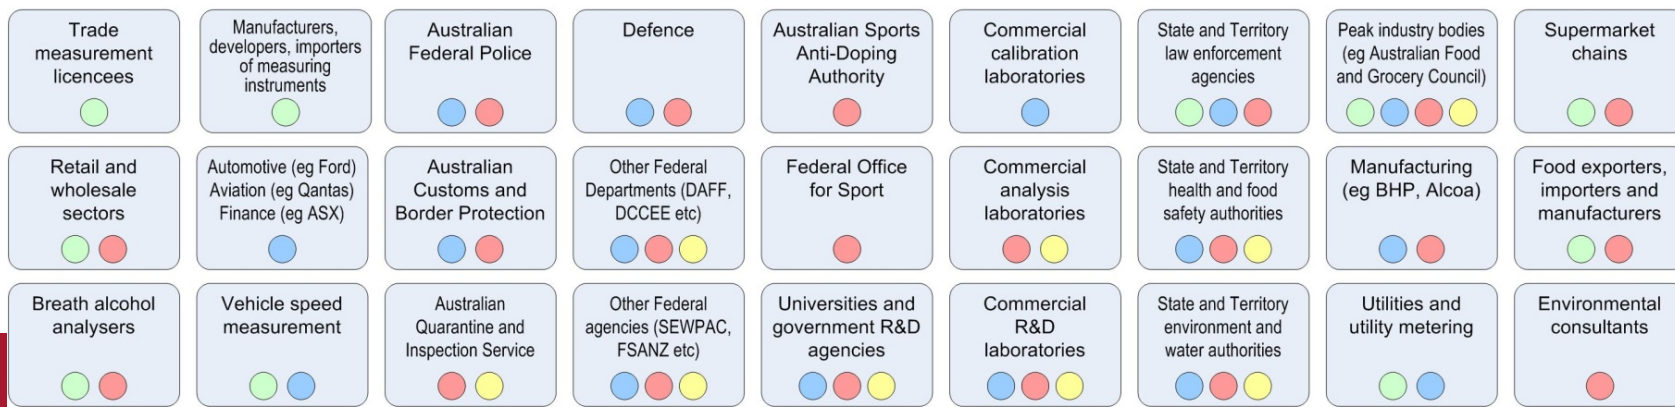 Trade
measurement
licencees
Manufacturers,
developers, importers
of measuring
instruments
Australian
Federal Police
Defence
Australian Sports
Anti-Doping
Authority
Commercial
calibration
laboratories
State and Territory
law enforcement
agencies
Peak industry bodies
(eg Australian Food
and Grocery Council)
Supermarket
chains
Retail and
wholesale
sectors
Automotive (eg Ford)
Aviation (eg Qantas)
Finance (eg ASX)
Australian
Customs and
Border Protection
Other Federal
Departments (DAFF,
DCCEE etc)
Federal Office
for Sport
Commercial
analysis
laboratories
State and Territory
health and food
safety authorities
Manufacturing
(eg BHP, Alcoa)
Food exporters,
importers and
manufacturers
Breath alcohol
analysers
Vehicle speed
measurement
Australian
Quarantine and
Inspection Service
Other Federal
agencies (SEWPAC,
FSANZ etc)
Universities and
government R&D
agencies
Commercial
R&D
laboratories
State and Territory
environment and
water authorities
Utilities and
utility metering
Environmental
consultants